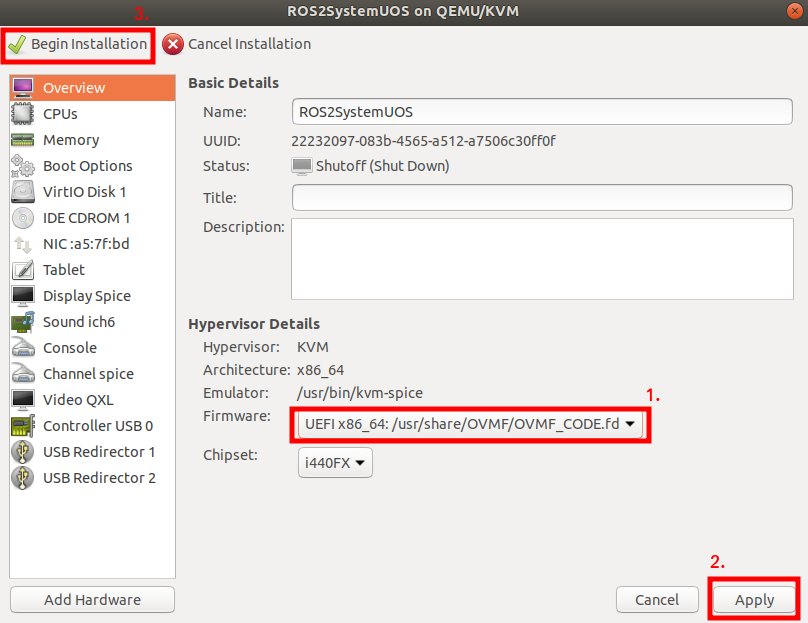 ROS2SystemUOS on QEMU/KVM
3.
Begin Installation
Cancel Installation
Overview
CPUs
Memory
Boot Options
VirtIO Disk 1
IDE CDROM 1
NIC :a5:7f:bd
Tablet
Display Spice
Sound ich6
Console
Channel spice
Video QXL
Controller USB 0
USB Redirector 1
USB Redirector 2
Add Hardware
Basic Details
Name: ROS2SystemUOS
UUID: 22232097-083b-4565-a512-a7506c30ff0f
Status: Shutoff (Shut Down)
Title:
Description:
Hypervisor Details
Hypervisor: KVM
Architecture: x86_64
Emulator: /usr/bin/kvm-spice
1.
Firmware: UEFI x86_64: /usr/share/OVMF/OVMF_CODE.fd
Chipset: i440FX
2.
Cancel
Apply